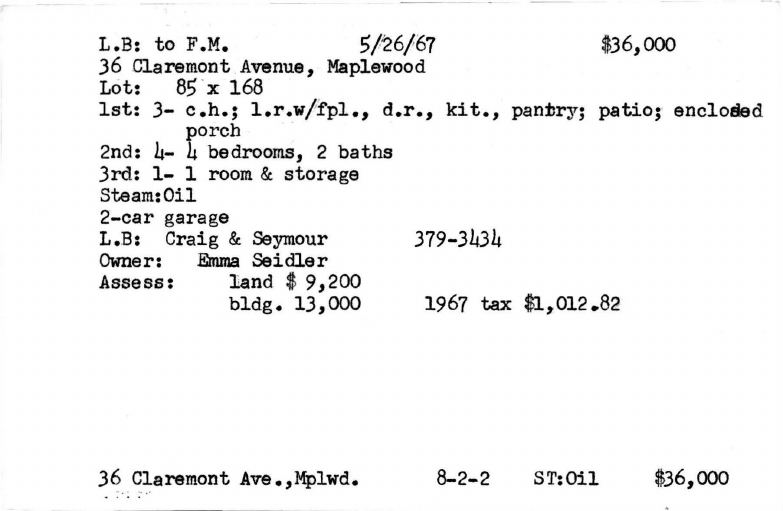 L.B: to F.M. 5/26/67 $36,000
36 Claremont Avenue, Maplewood
Lot: 85 x 168
1st: 3- c.h.; l.r.w/fpl., d.r., kit., pantry; patio; enclosed
porch
2nd: 4- 4 bedrooms, 2 baths
3rd: 1- 1 room & storage
Steam:Oil
2-car garage
L.B: Craig & Seymour 379-3434
Owner: Emma Seidler
Assess: land $ 9,200
bldg. 13,000 1967 tax $1,012.82
36 Claremont Ave.,Mplwd. 8-2-2 ST:Oil $36,000